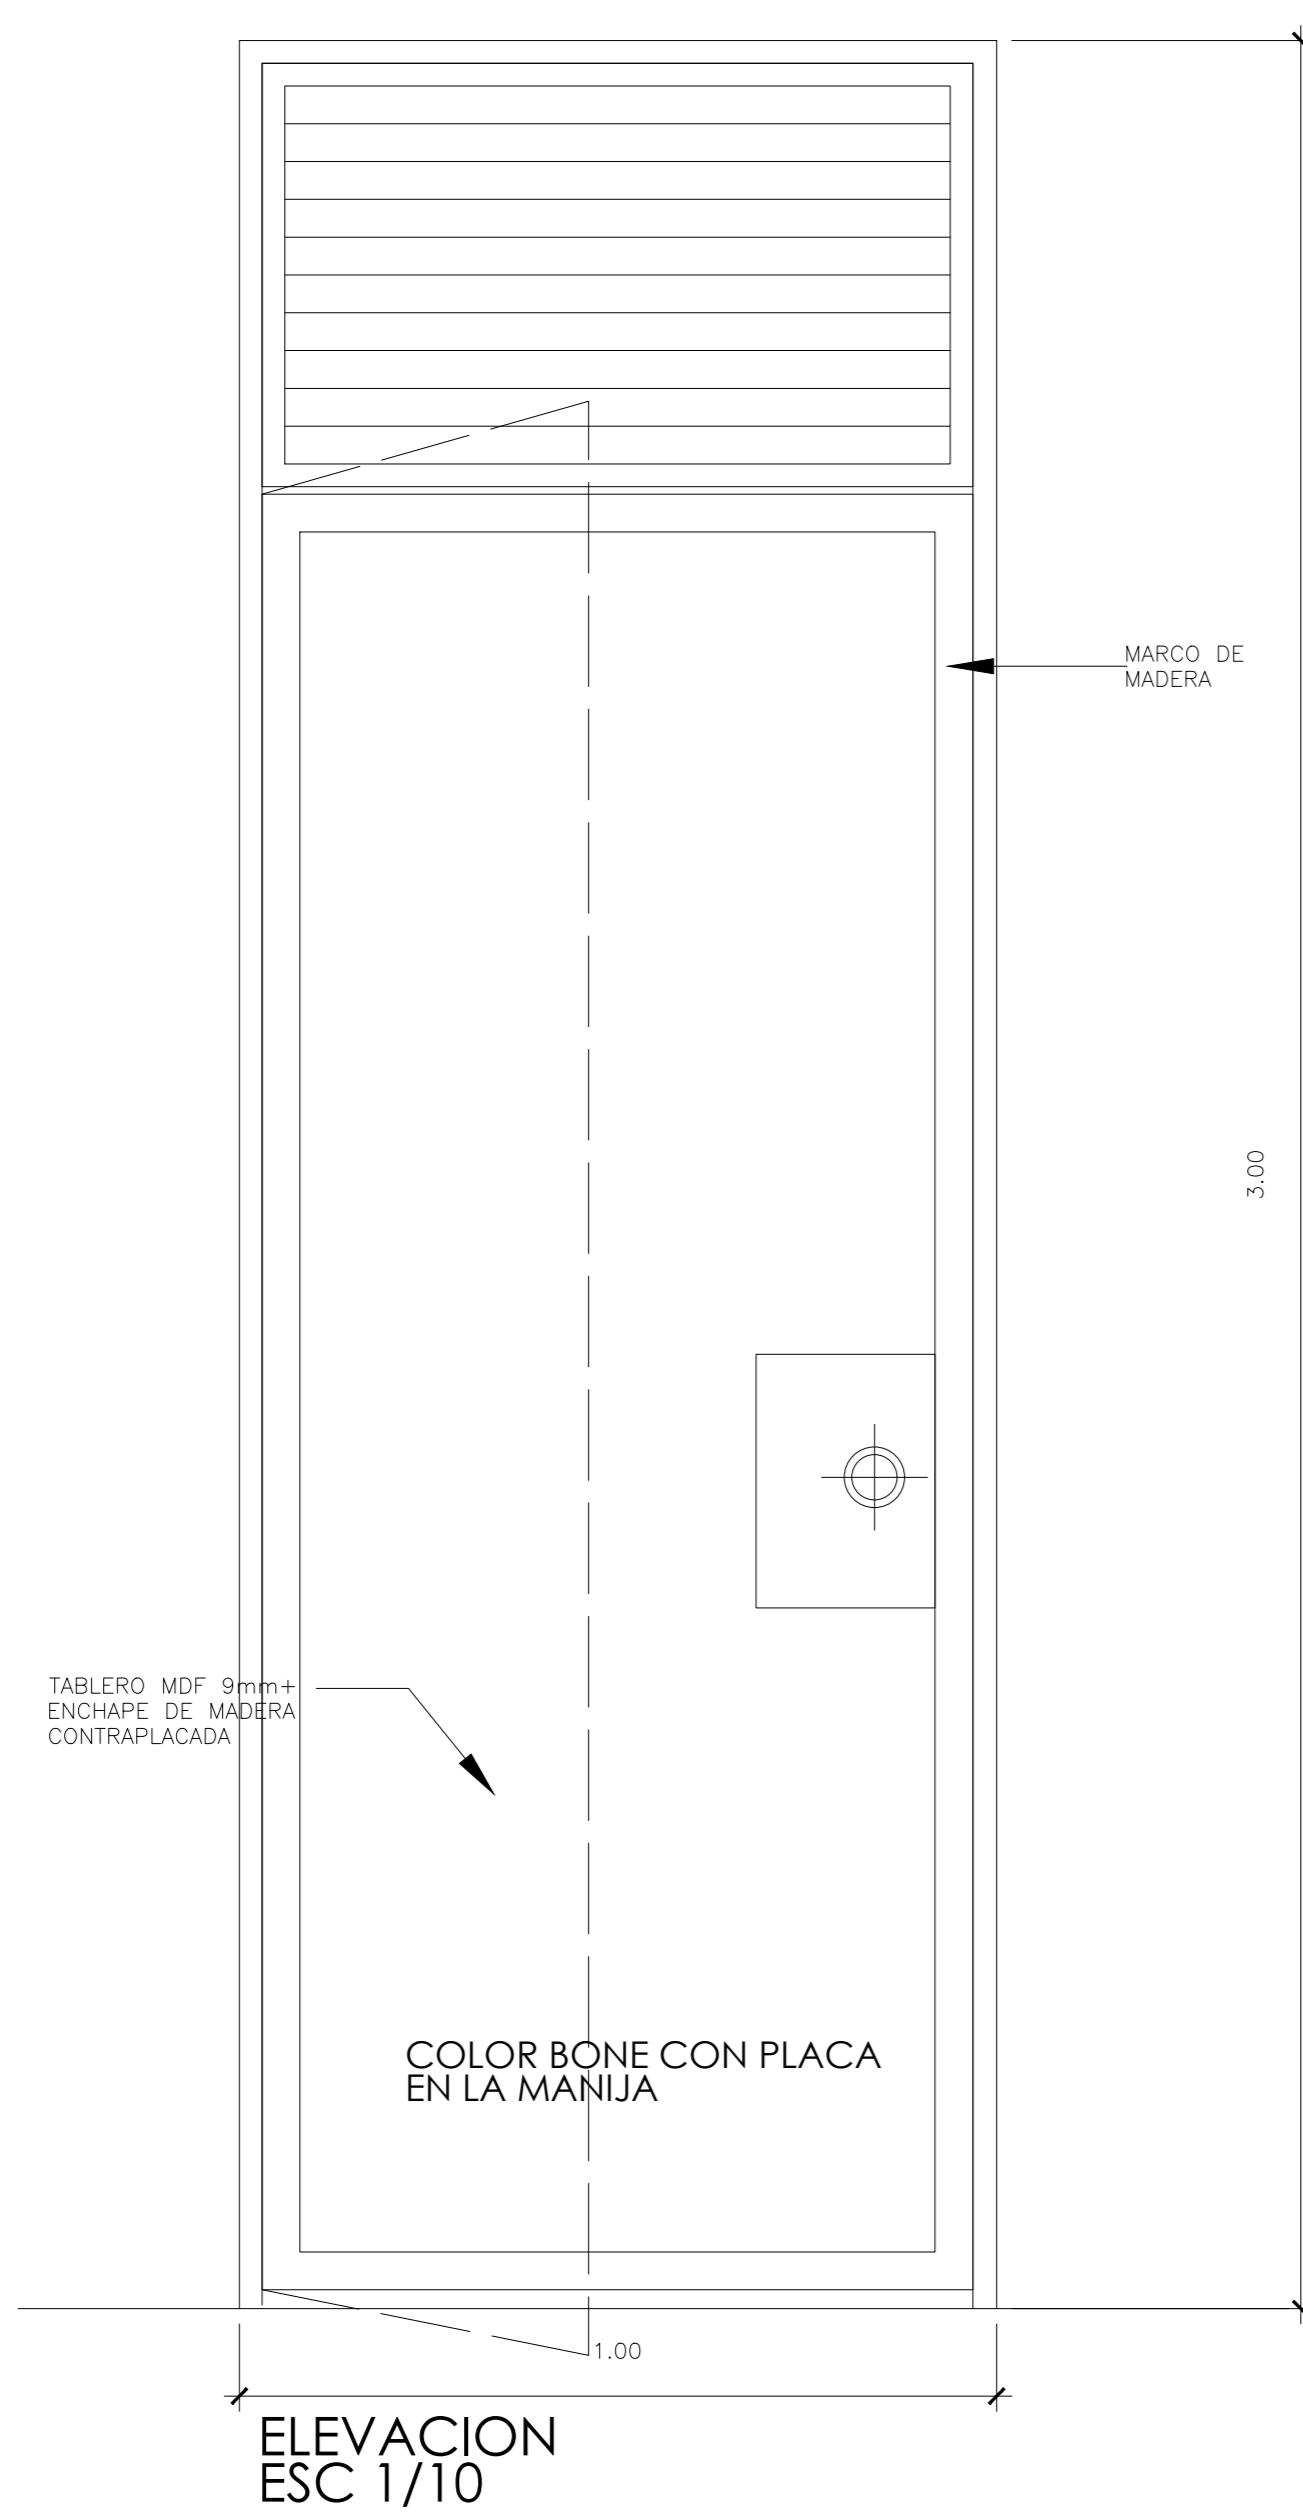 MARCO DE
MADERA
3.00
TABLERO MDF 9mm+
ENCHAPE DE MADERA
CONTRAPLACADA
COLOR BONE CON PLACA
EN LA MANIJA
1.00
ELEVACION
ESC 1/10